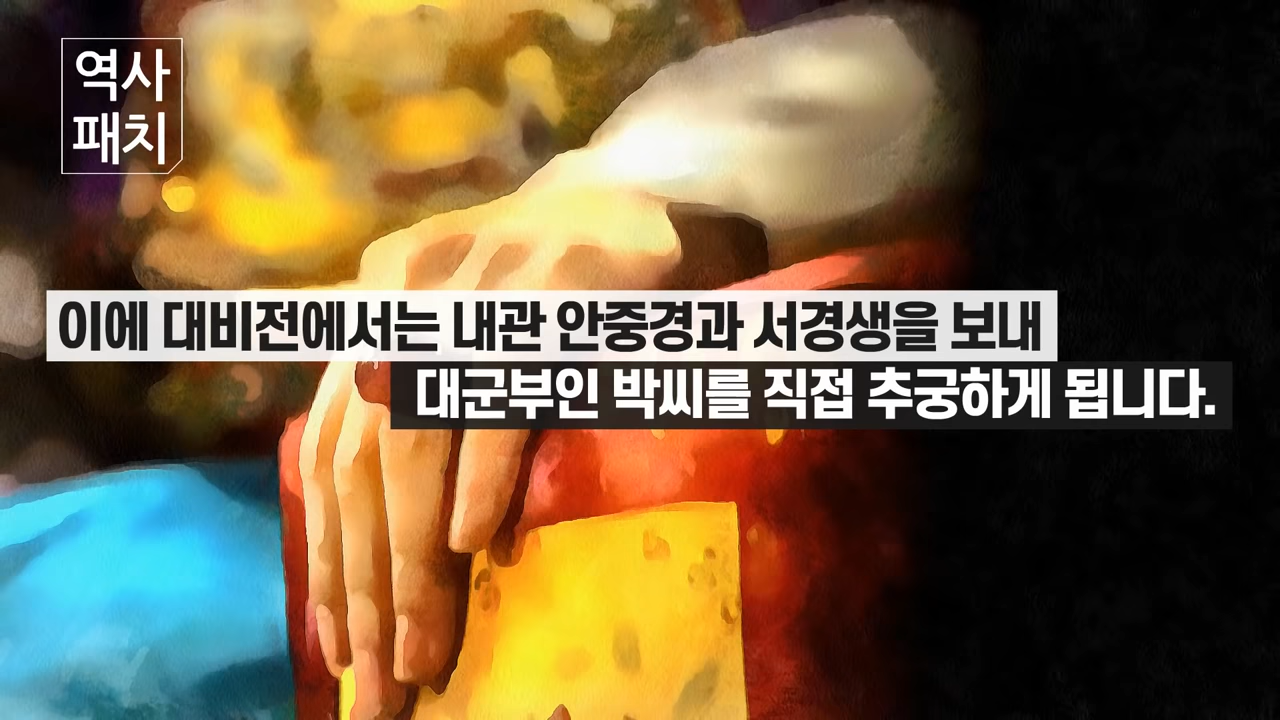 역사
패치
이에 대비전에서는 내관 안중경과 서경생을 보내
대군부인 박씨를 직접 추궁하게 됩니다.